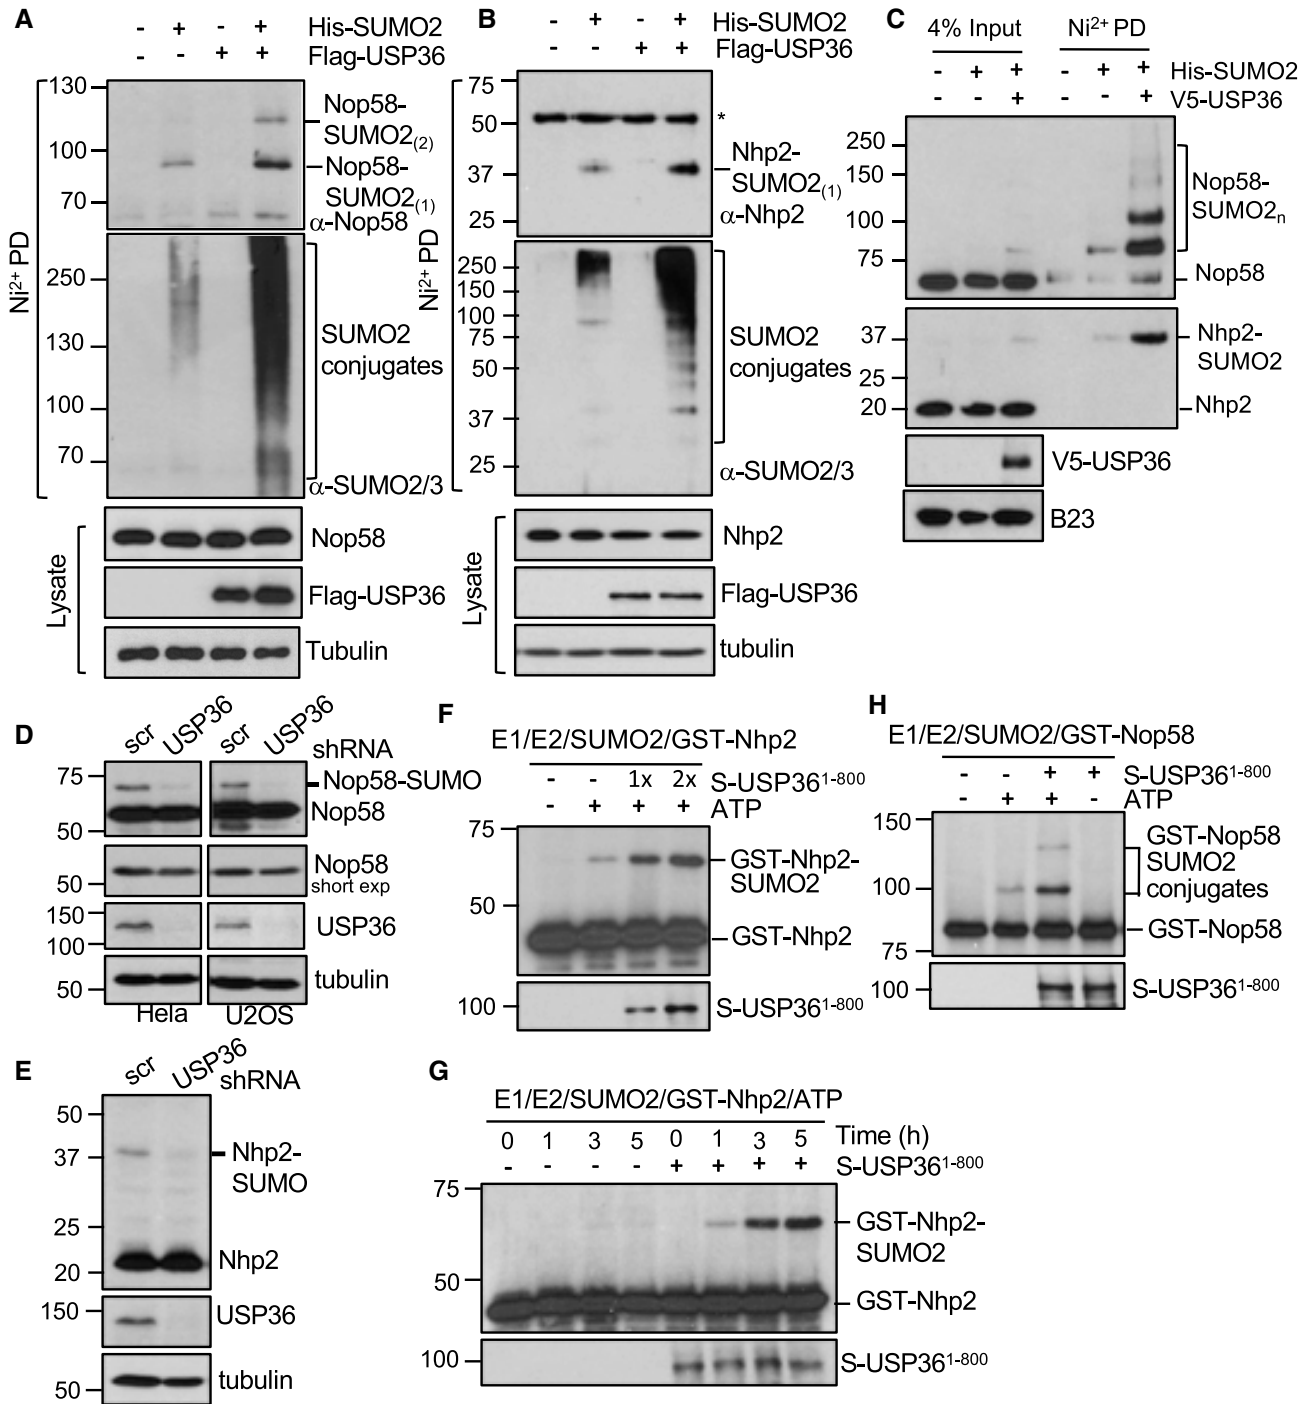 A
- + - + His-SUMO2
- - + + Flag-USP36
Ni²⁺ PD
130
100
70
Nop58-
SUMO2(2)
Nop58-
SUMO2(1)
α-Nop58
250
130
100
70
SUMO2
conjugates
α-SUMO2/3
Lysate
Nop58
Flag-USP36
Tubulin
B
- + - + His-SUMO2
- - + + Flag-USP36
Ni²⁺ PD
75
50
37
25
*
Nhp2-
SUMO2(1)
α-Nhp2
250
150
100
75
50
37
25
SUMO2
conjugates
α-SUMO2/3
Lysate
Nhp2
Flag-USP36
tubulin
C
4% Input Ni²⁺ PD
- + + - + + His-SUMO2
- - + - - + V5-USP36
250
150
100
75
Nop58-
SUMO2n
Nop58
37
25
20
Nhp2-
SUMO2
Nhp2
V5-USP36
B23
D
scr USP36 scr USP36 shRNA
75
50
Nop58-SUMO
Nop58
50
Nop58
short exp
150
100
USP36
50
tubulin
Hela U2OS
E
scr USP36 shRNA
50
37
25
20
Nhp2-
SUMO
Nhp2
150
USP36
50
tubulin
F
E1/E2/SUMO2/GST-Nhp2
- - 1x 2x S-USP36¹⁻⁸⁰⁰
- + + + ATP
75
50
GST-Nhp2-
SUMO2
GST-Nhp2
100
S-USP36¹⁻⁸⁰⁰
G
E1/E2/SUMO2/GST-Nhp2/ATP
0 1 3 5 0 1 3 5 Time (h)
- - - - + + + + S-USP36¹⁻⁸⁰⁰
75
50
GST-Nhp2-
SUMO2
GST-Nhp2
100
S-USP36¹⁻⁸⁰⁰
H
E1/E2/SUMO2/GST-Nop58
- - + + S-USP36¹⁻⁸⁰⁰
- + + - ATP
150
100
75
GST-Nop58
SUMO2
conjugates
GST-Nop58
100
S-USP36¹⁻⁸⁰⁰